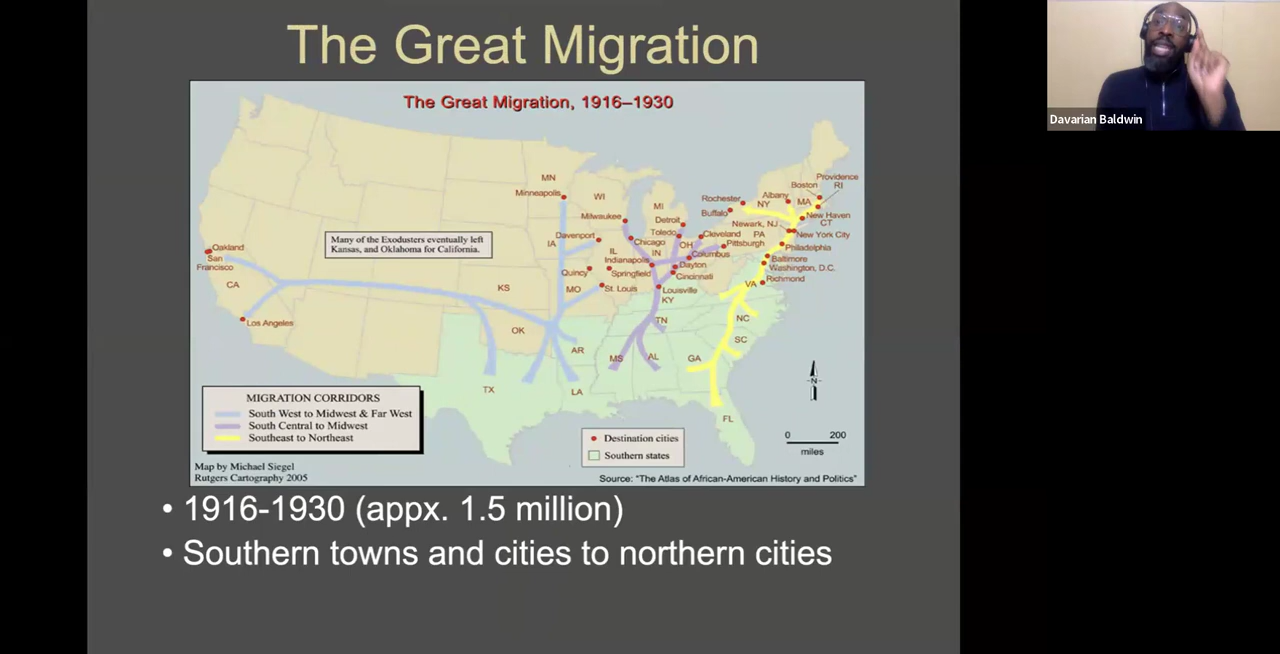 The Great Migration
Davarian Baldwin
The Great Migration, 1916–1930
MN
Minneapolis
WI
MI
Milwaukee
Detroit
Toledo
Rochester
Buffalo
Albany
NY
Boston
MA
Providence
RI
New Haven
CT
Newark, NJ
New York City
PA
Philadelphia
Cleveland
Pittsburgh
Baltimore
Washington, D.C.
Richmond
VA
Davenport
IA
Chicago
IL
IN
OH
Columbus
Indianapolis
Dayton
Quincy
Springfield
Cincinnati
MO
St. Louis
Louisville
KY
Many of the Exodusters eventually left
Kansas, and Oklahoma for California.
Oakland
San
Francisco
CA
Los Angeles
KS
OK
AR
TN
NC
SC
MS
AL
GA
TX
LA
FL
N
MIGRATION CORRIDORS
South West to Midwest & Far West
South Central to Midwest
Southeast to Northeast
Destination cities
Southern states
0 200
miles
Map by Michael Siegel
Rutgers Cartography 2005
Source: "The Atlas of African-American History and Politics"
• 1916-1930 (appx. 1.5 million)
• Southern towns and cities to northern cities